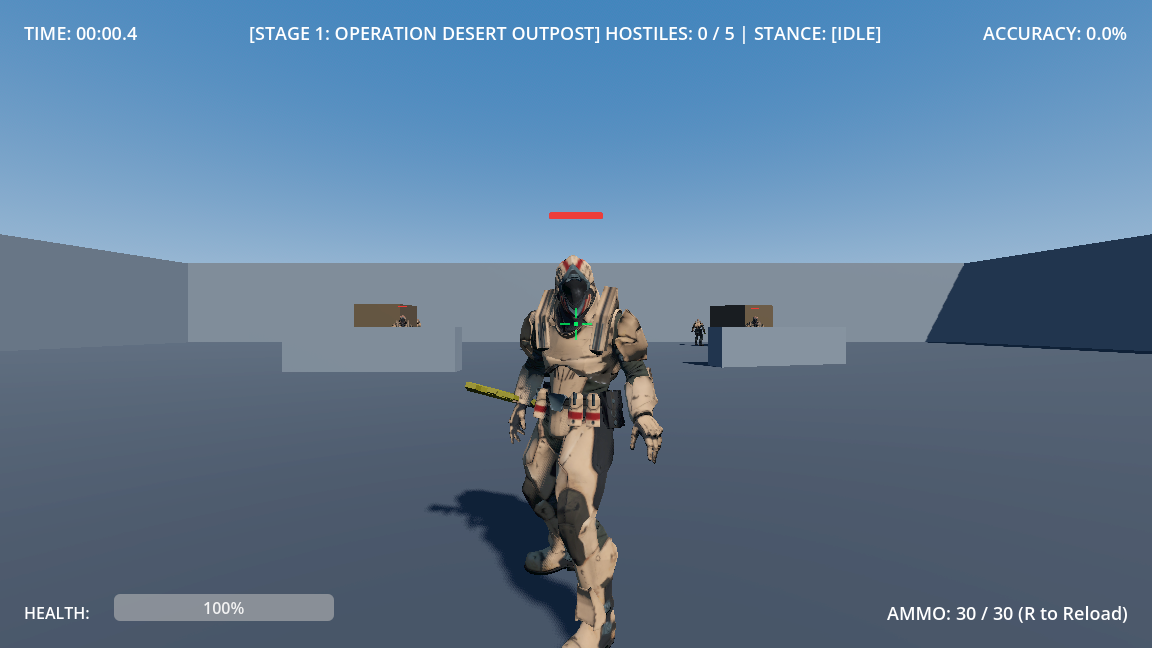 TIME: 00:00.4
[STAGE 1: OPERATION DESERT OUTPOST] HOSTILES: 0 / 5 | STANCE: [IDLE]
ACCURACY: 0.0%
HEALTH:
100%
AMMO: 30 / 30 (R to Reload)